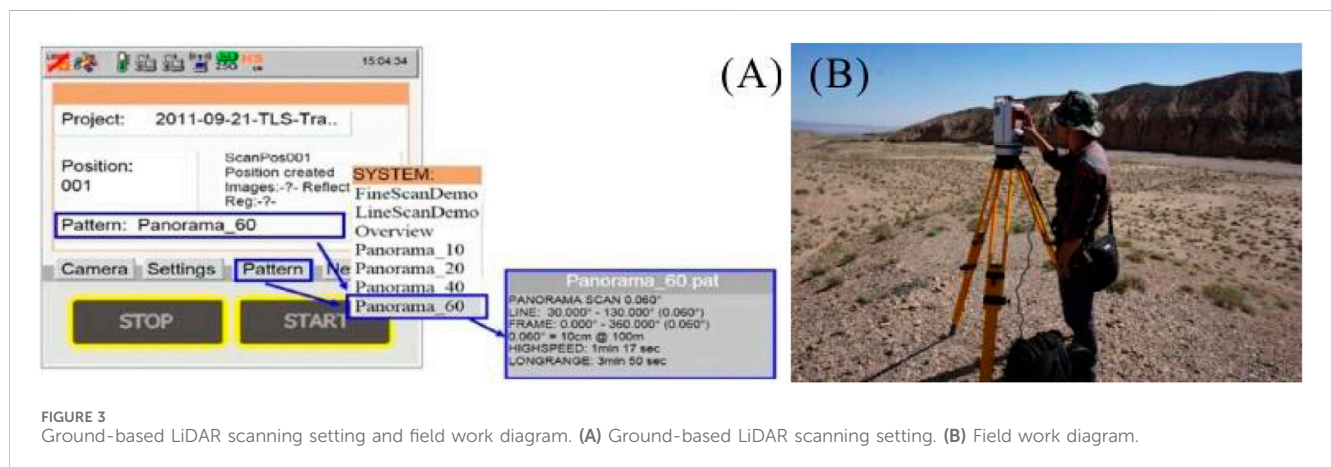 15:04:34
(A)
(B)
Project: 2011-09-21-TLS-Tra..
Position:
001
ScanPos001
Position created
Images:-?- Reflect
Reg:-?-
Pattern: Panorama_60
Camera Settings Pattern Ne
STOP START
SYSTEM:
FineScanDemo
LineScanDemo
Overview
Panorama_10
Panorama_20
Panorama_40
Panorama_60
Panorama_60.pat
PANORAMA SCAN 0.060°
LINE: 30.000° - 130.000° (0.060°)
FRAME: 0.000° - 360.000° (0.060°)
0.060° = 10cm @ 100m
HIGHSPEED: 1min 17 sec
LONGRANGE: 3min 50 sec
FIGURE 3
Ground-based LiDAR scanning setting and field work diagram. (A) Ground-based LiDAR scanning setting. (B) Field work diagram.